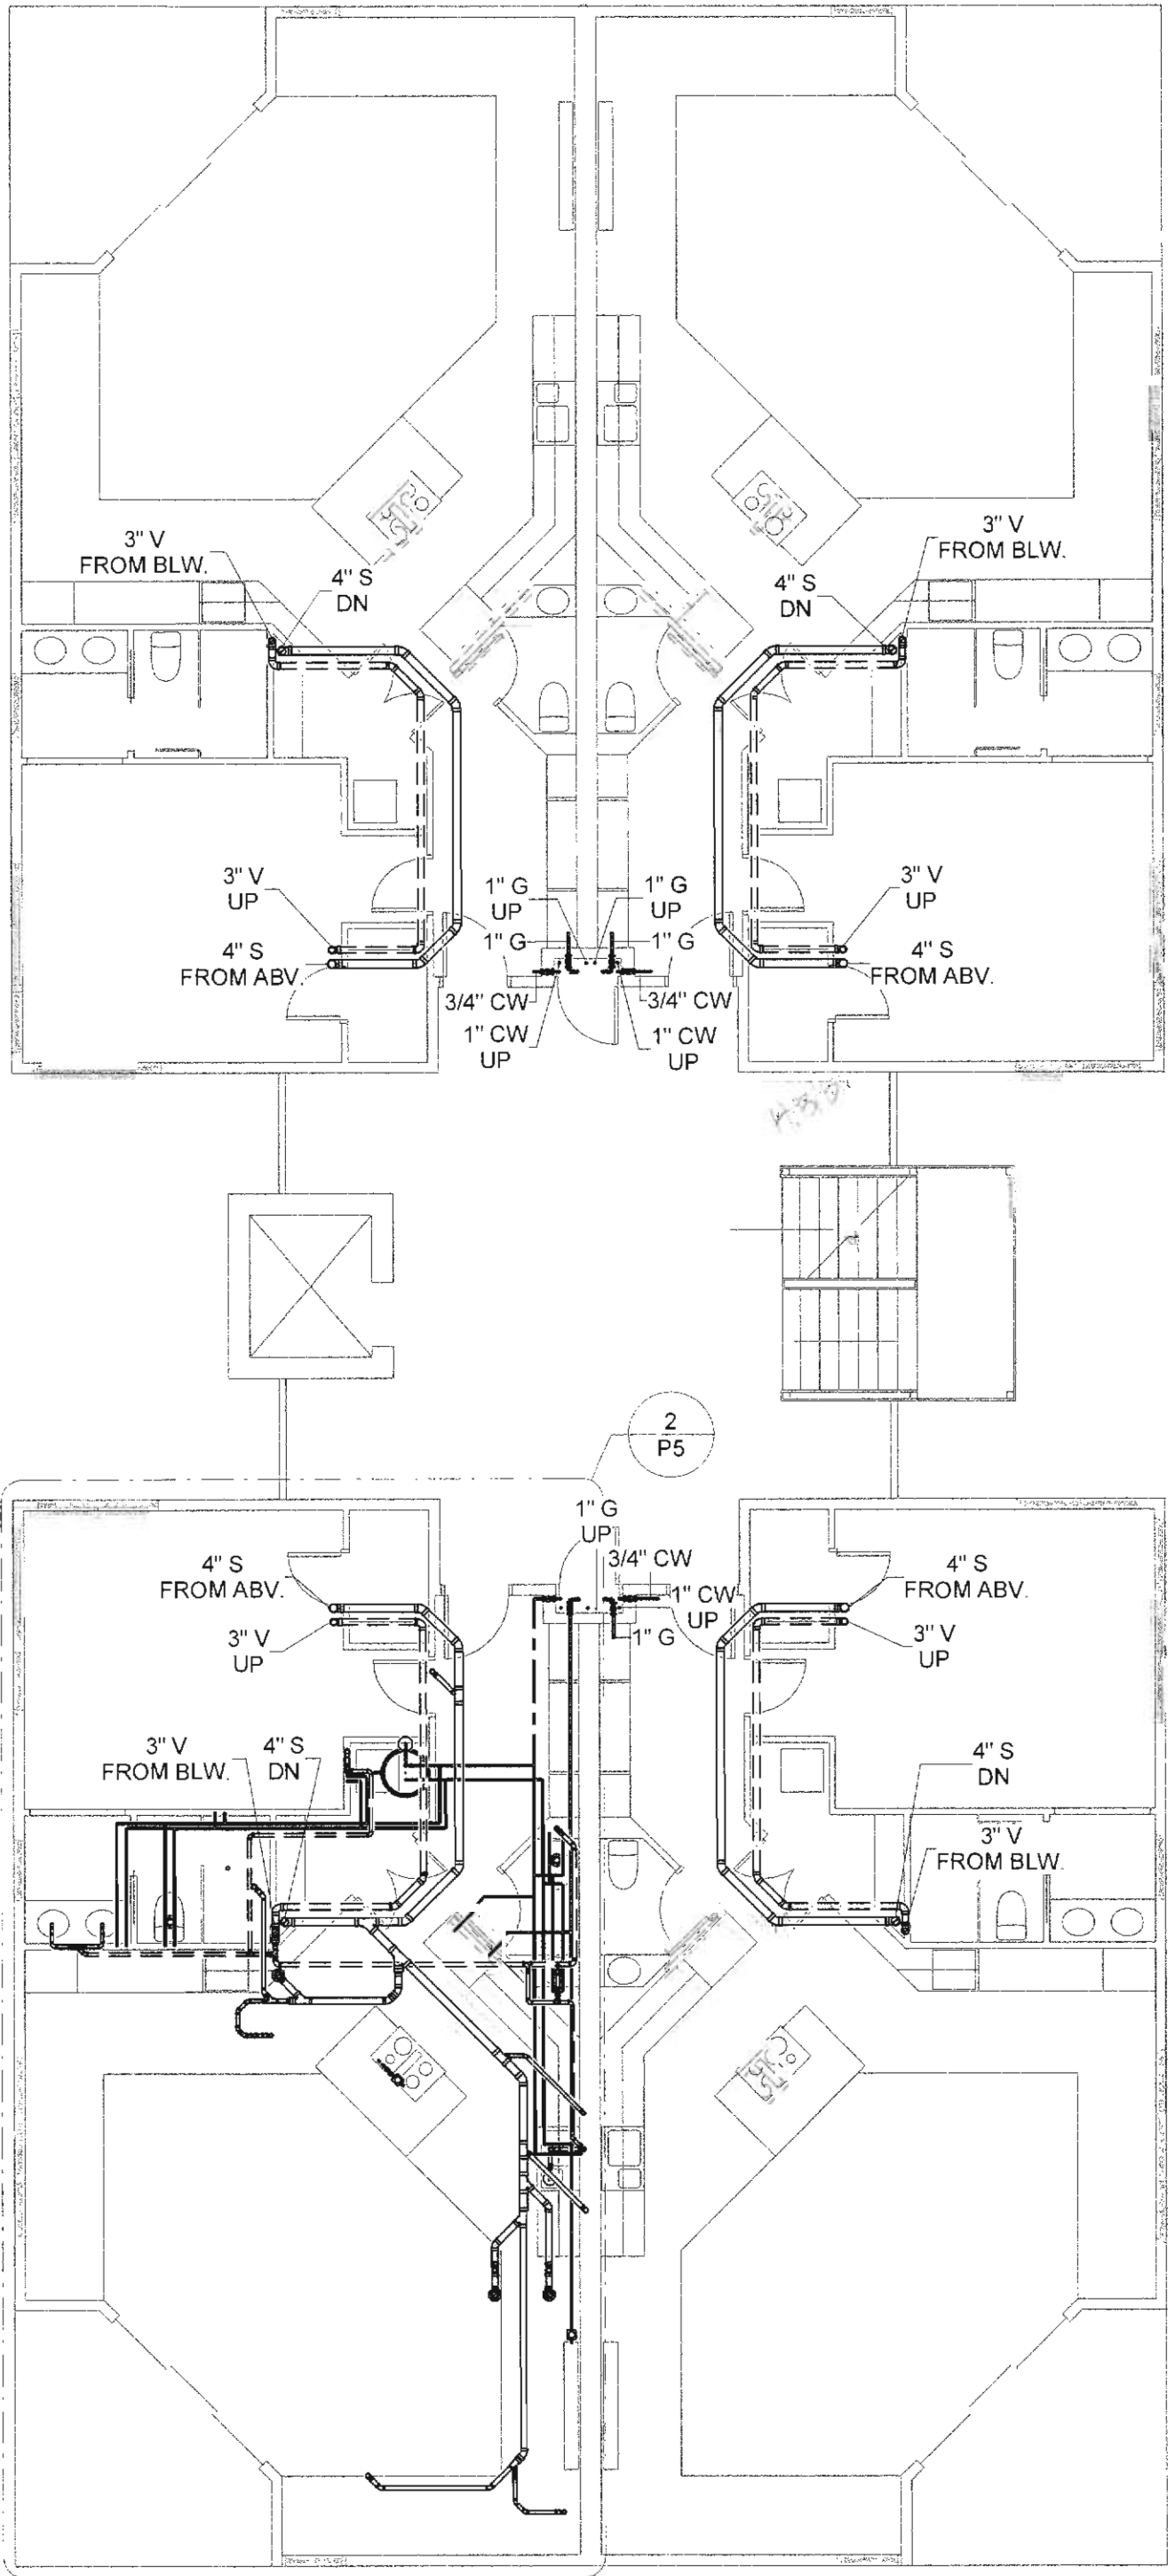 3" V
FROM BLW.
4" S
DN
4" S
DN
3" V
FROM BLW.
3" V
UP
4" S
FROM ABV.
1" G
UP
1" G
UP
1" G
1" G
3/4" CW
3/4" CW
1" CW
UP
1" CW
UP
3" V
UP
4" S
FROM ABV.
2
P5
4" S
FROM ABV.
3" V
UP
1" G
UP
3/4" CW
1" CW
UP
1" G
4" S
FROM ABV.
3" V
UP
3" V
FROM BLW.
4" S
DN
4" S
DN
3" V
FROM BLW.